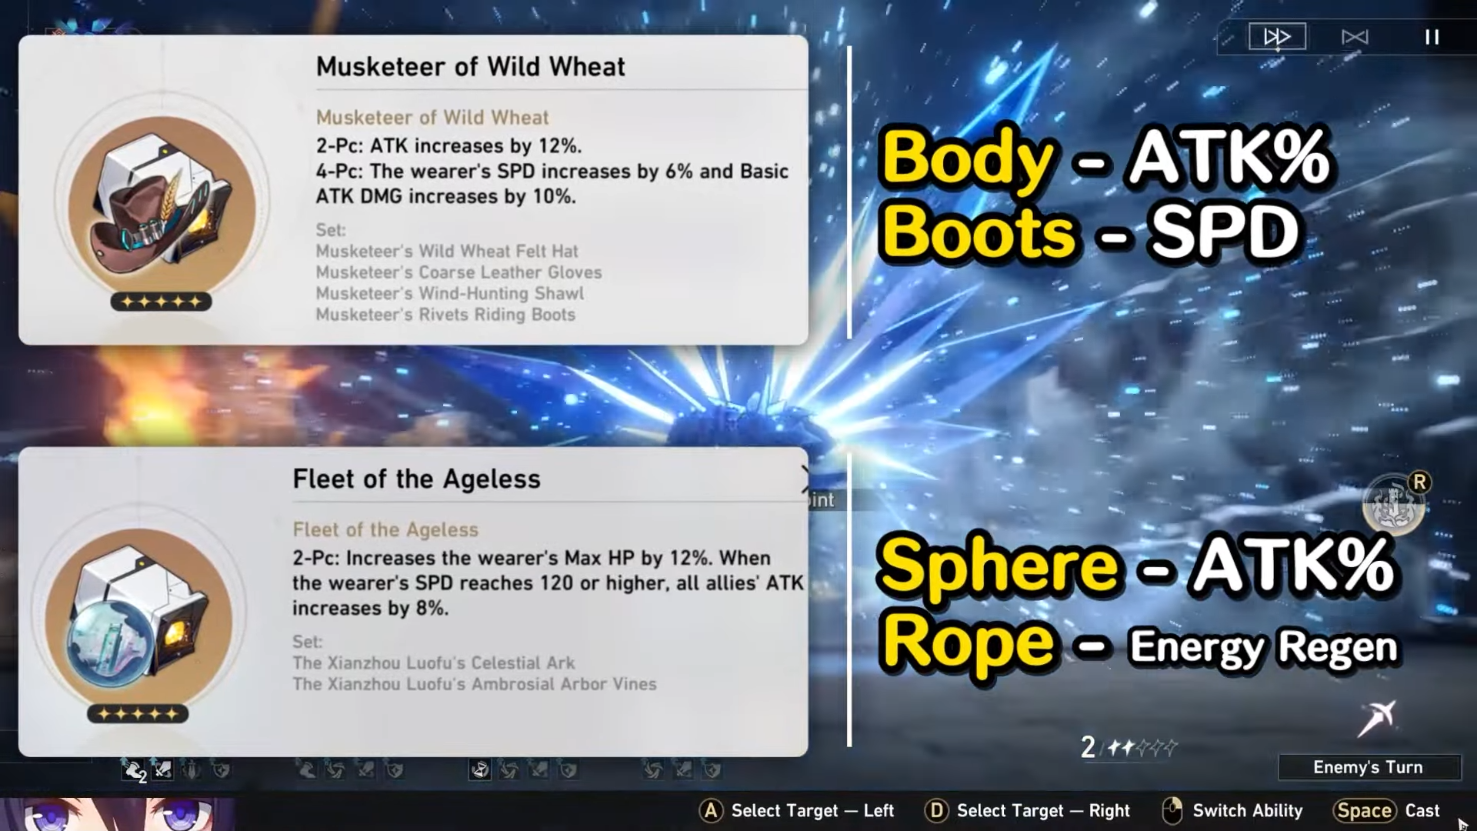 Musketeer of Wild Wheat
Musketeer of Wild Wheat
2-Pc: ATK increases by 12%.
4-Pc: The wearer's SPD increases by 6% and Basic
ATK DMG increases by 10%.
Set:
Musketeer's Wild Wheat Felt Hat
Musketeer's Coarse Leather Gloves
Musketeer's Wind-Hunting Shawl
Musketeer's Rivets Riding Boots
Body - ATK%
Boots - SPD
Fleet of the Ageless
Fleet of the Ageless
2-Pc: Increases the wearer's Max HP by 12%. When
the wearer's SPD reaches 120 or higher, all allies' ATK
increases by 8%.
Set:
The Xianzhou Luofu's Celestial Ark
The Xianzhou Luofu's Ambrosial Arbor Vines
oint
R
Sphere - ATK%
Rope - Energy Regen
2
2
Enemy's Turn
A Select Target — Left
D Select Target — Right
Switch Ability
Space Cast